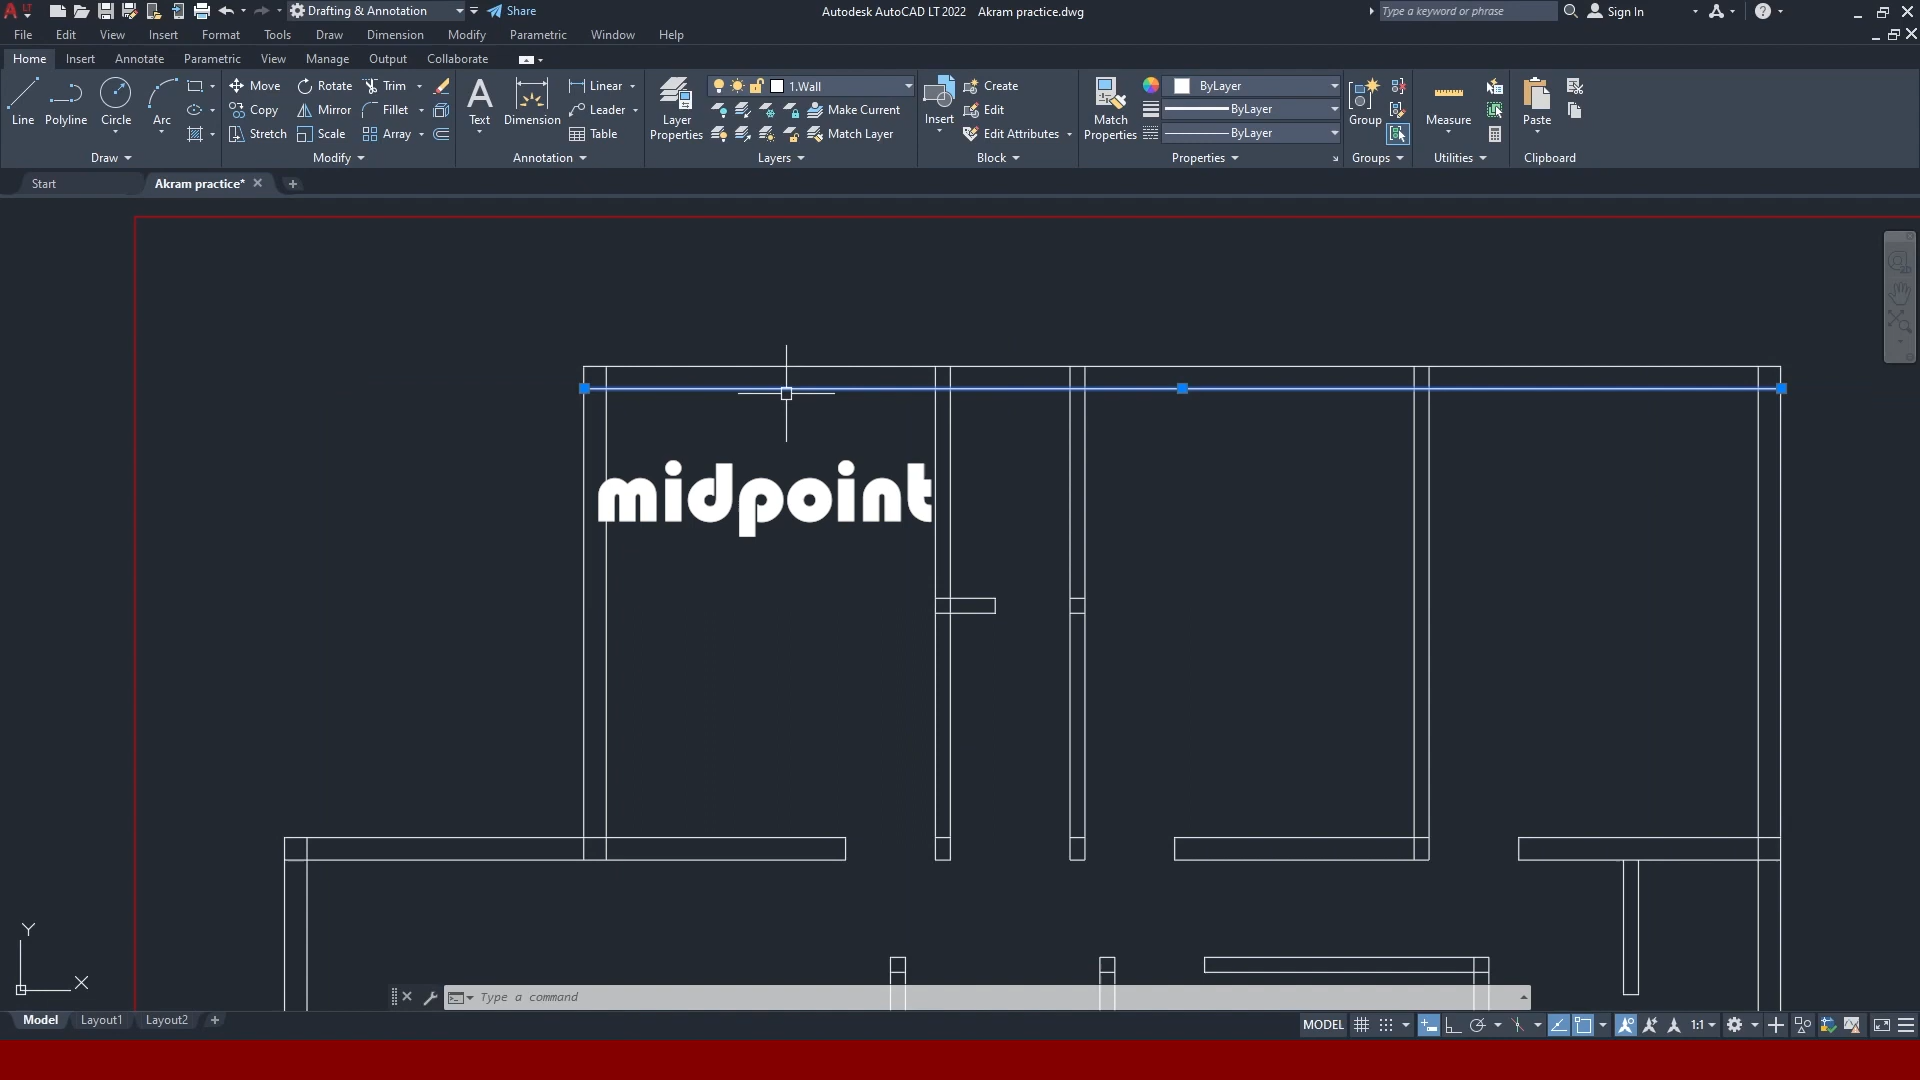 LT
Drafting & Annotation
Share
Autodesk AutoCAD LT 2022 Akram practice.dwg
Type a keyword or phrase
Sign In
File Edit View Insert Format Tools Draw Dimension Modify Parametric Window Help
Home Insert Annotate Parametric View Manage Output Collaborate
Line Polyline Circle Arc
Draw
Move Rotate Trim
Copy Mirror Fillet
Stretch Scale Array
Modify
Text Dimension
Linear
Leader
Table
Annotation
Layer Properties
1.Wall
Make Current
Match Layer
Layers
Insert
Create
Edit
Edit Attributes
Block
Match Properties
ByLayer
ByLayer
ByLayer
Properties
Group
Groups
Measure
Utilities
Paste
Clipboard
Start
Akram practice*
midpoint
Y
X
Type a command
Model Layout1 Layout2
MODEL
1:1